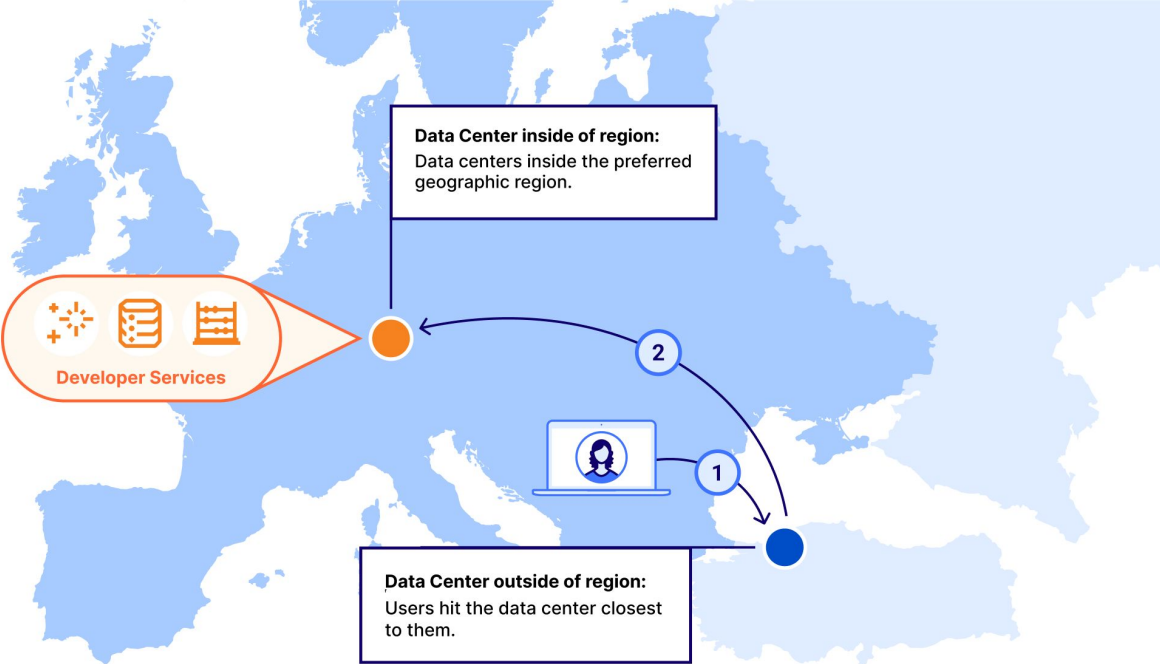 Data Center inside of region:
Data centers inside the preferred
geographic region.
Developer Services
2
1
Data Center outside of region:
Users hit the data center closest
to them.